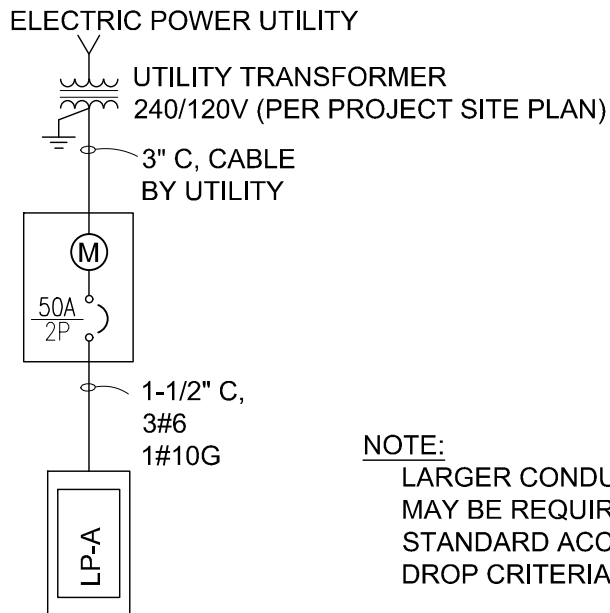 ELECTRIC POWER UTILITY
UTILITY TRANSFORMER
240/120V (PER PROJECT SITE PLAN)
3" C, CABLE
BY UTILITY
M
50A
2P
1-1/2" C,
3#6
1#10G
LP-A
NOTE:
LARGER CONDU
MAY BE REQUIR
STANDARD ACC
DROP CRITERIA